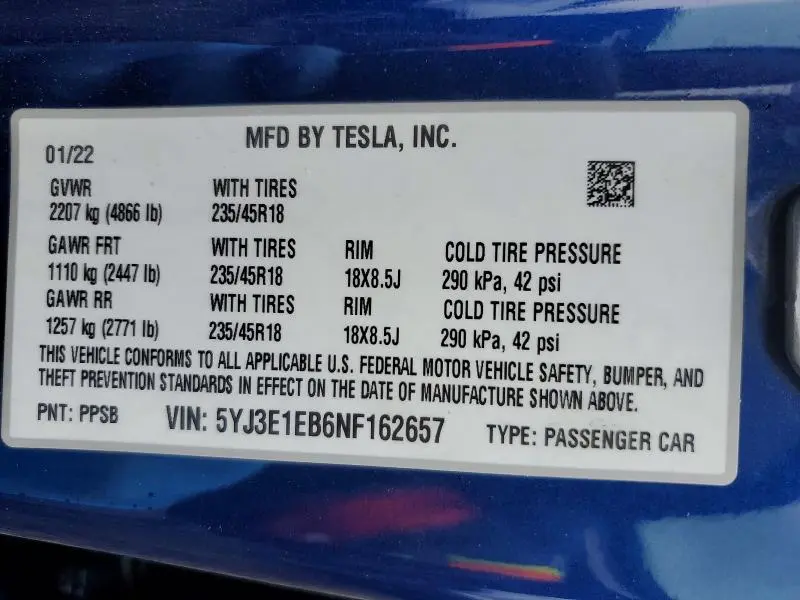 MFD BY TESLA, INC.
01/22
GVWR WITH TIRES
2207 kg (4866 lb) 235/45R18
GAWR FRT WITH TIRES RIM COLD TIRE PRESSURE
1110 kg (2447 lb) 235/45R18 18X8.5J 290 kPa, 42 psi
GAWR RR WITH TIRES RIM COLD TIRE PRESSURE
1257 kg (2771 lb) 235/45R18 18X8.5J 290 kPa, 42 psi
THIS VEHICLE CONFORMS TO ALL APPLICABLE U.S. FEDERAL MOTOR VEHICLE SAFETY, BUMPER, AND
THEFT PREVENTION STANDARDS IN EFFECT ON THE DATE OF MANUFACTURE SHOWN ABOVE.
PNT: PPSB VIN: 5YJ3E1EB6NF162657 TYPE: PASSENGER CAR